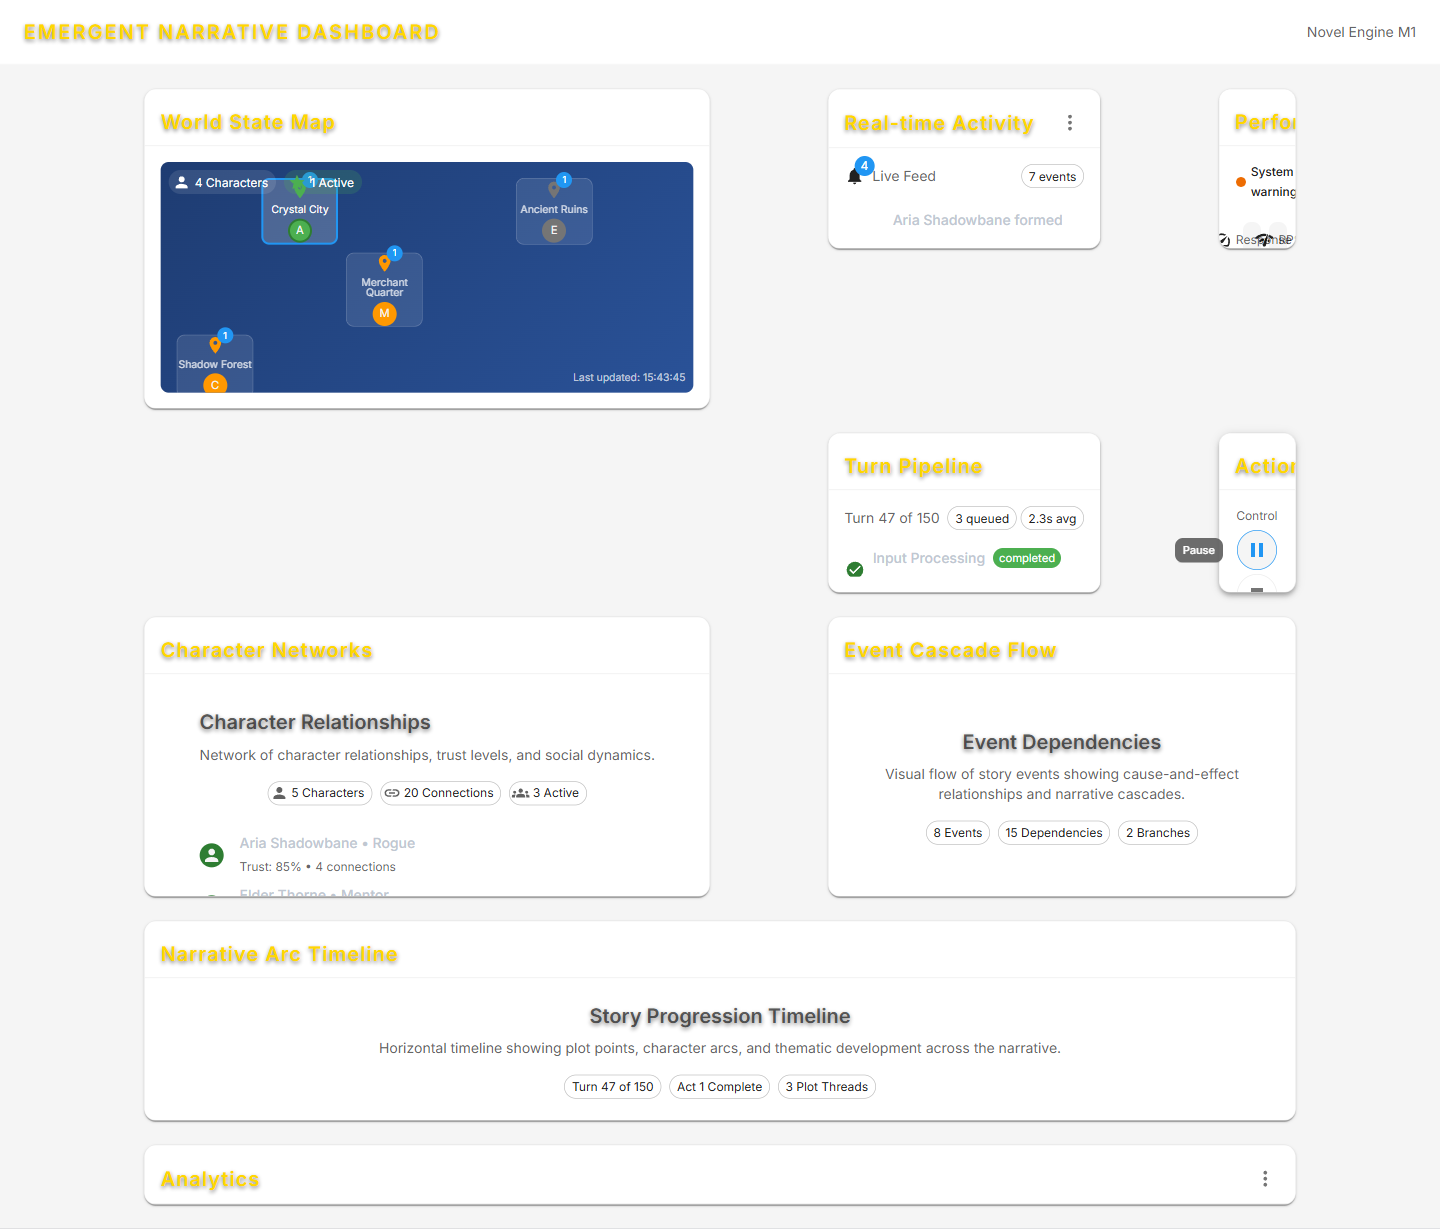 EMERGENT NARRATIVE DASHBOARD
Novel Engine M1
World State Map
4 Characters
1 Active
1
Crystal City
A
1
Ancient Ruins
E
1
Merchant
Quarter
M
1
Shadow Forest
C
Last updated: 15:43:45
Real-time Activity
4
Live Feed
7 events
Aria Shadowbane formed
Perfor
System
warning
Response
RP
Turn Pipeline
Turn 47 of 150
3 queued
2.3s avg
Input Processing
completed
Action
Control
Pause
Character Networks
Character Relationships
Network of character relationships, trust levels, and social dynamics.
5 Characters
20 Connections
3 Active
Aria Shadowbane • Rogue
Trust: 85% • 4 connections
Elder Thorne • Mentor
Event Cascade Flow
Event Dependencies
Visual flow of story events showing cause-and-effect
relationships and narrative cascades.
8 Events
15 Dependencies
2 Branches
Narrative Arc Timeline
Story Progression Timeline
Horizontal timeline showing plot points, character arcs, and thematic development across the narrative.
Turn 47 of 150
Act 1 Complete
3 Plot Threads
Analytics